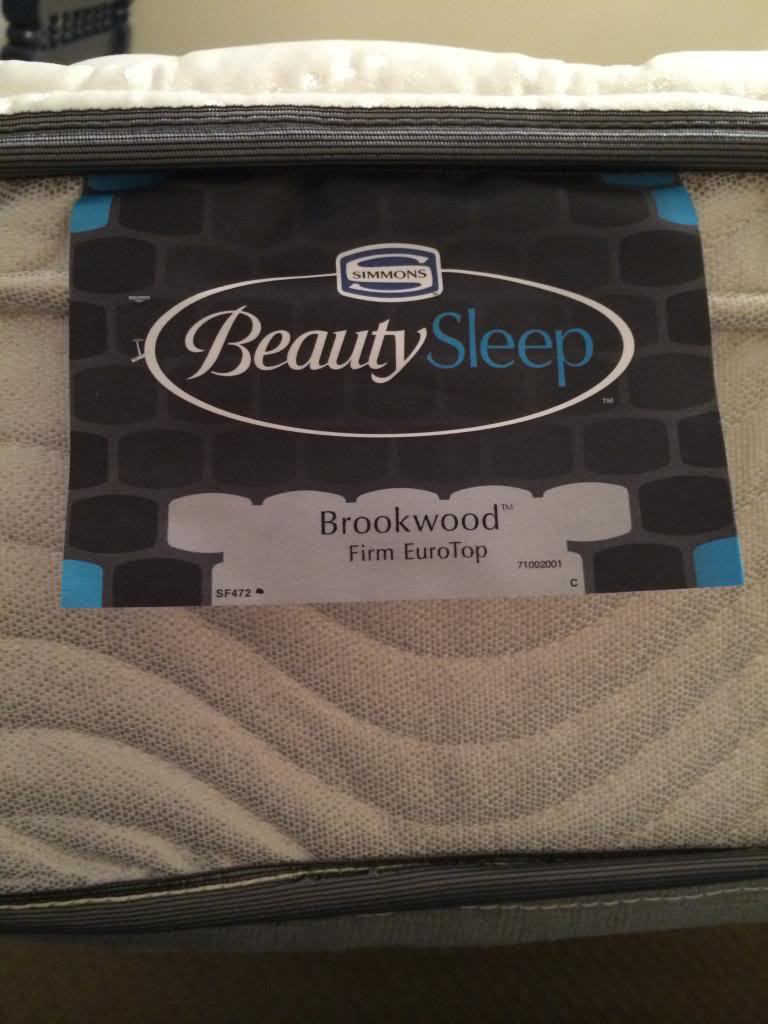 SIMMONS
BeautySleep
TM
Brookwood™
Firm EuroTop
71002001
SF472
C